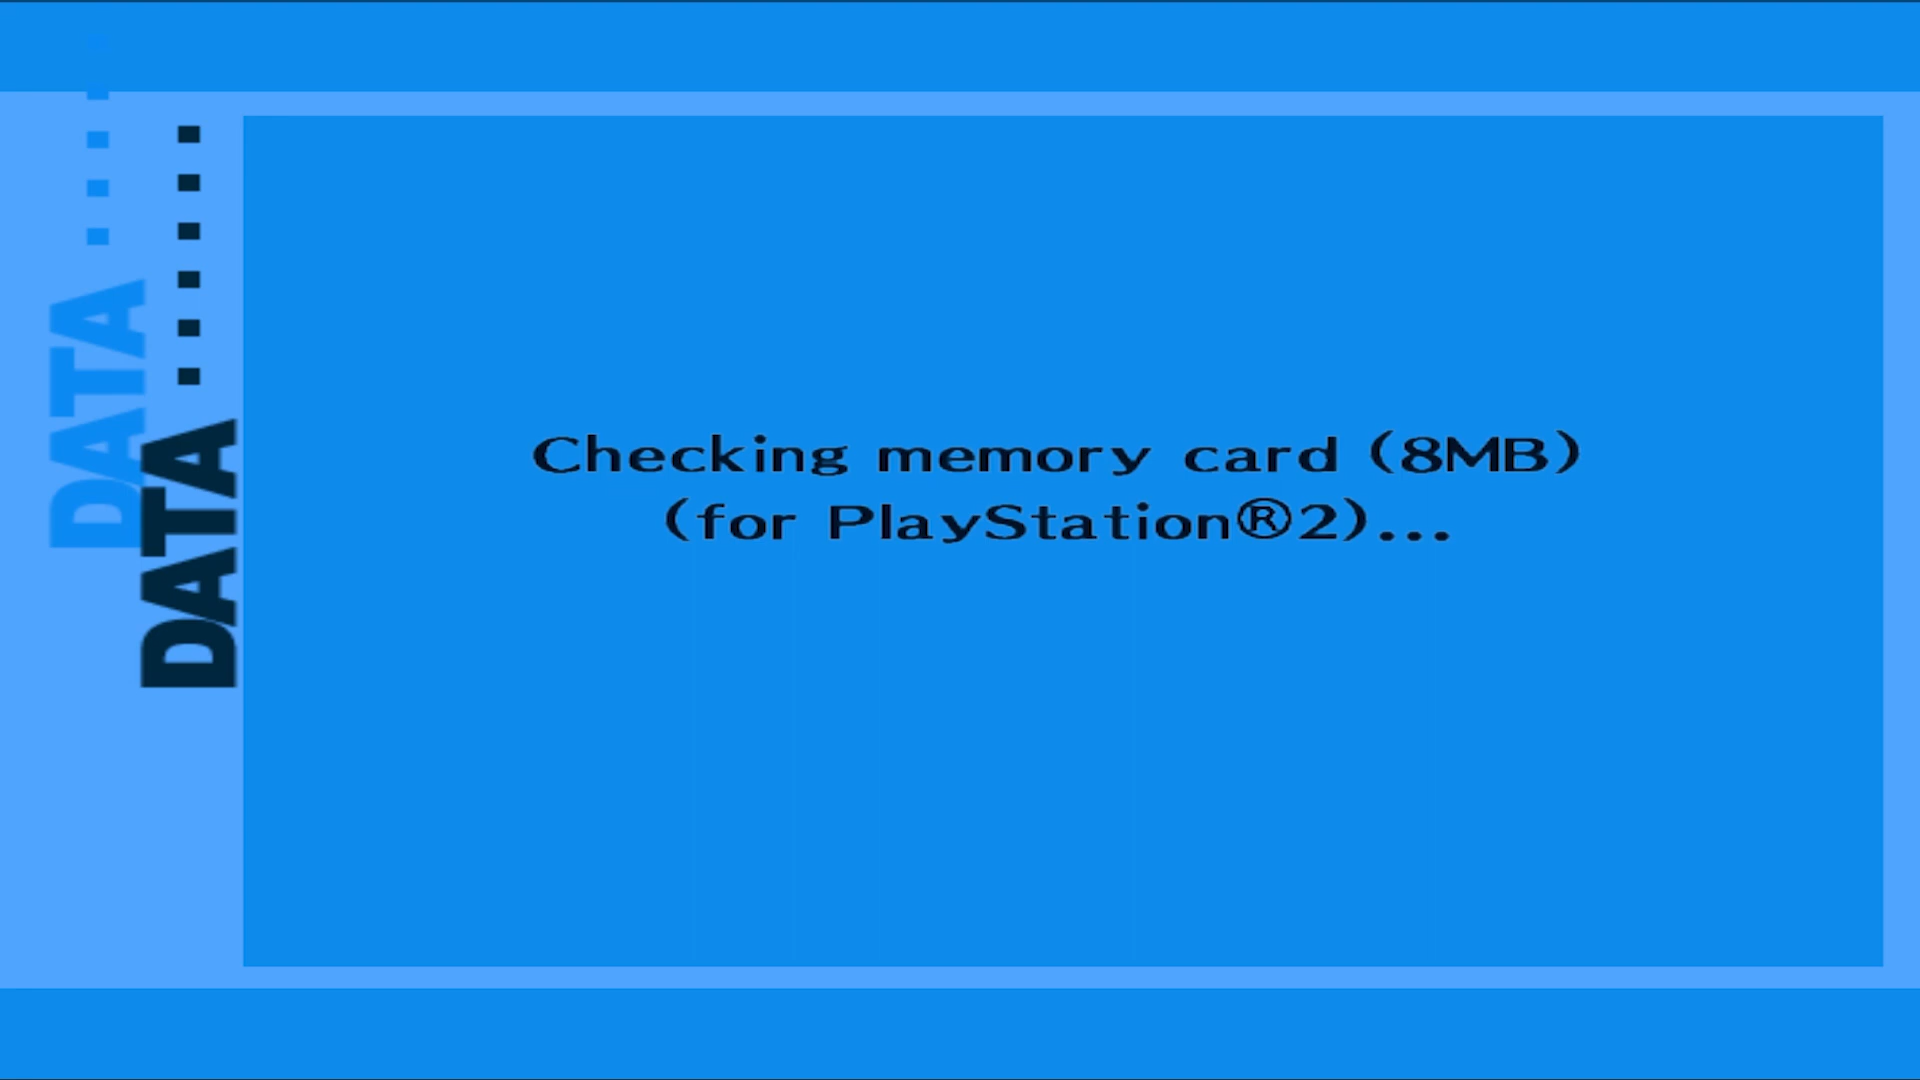 DATA ......
DATA ......
Checking memory card (8MB)
(for PlayStation®2)...